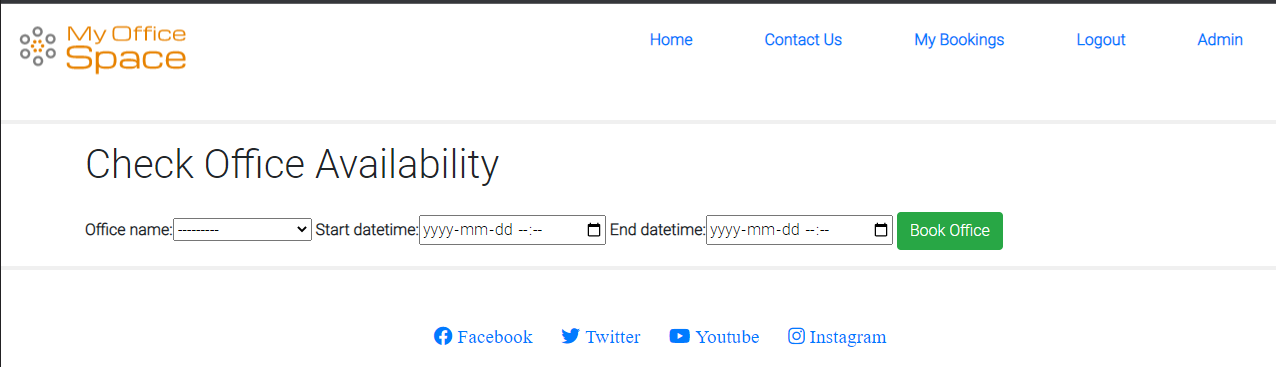 My Office
Space
Home Contact Us My Bookings Logout Admin
Check Office Availability
Office name: --------- Start datetime: yyyy-mm-dd --:-- End datetime: yyyy-mm-dd --:-- Book Office
Facebook Twitter Youtube Instagram